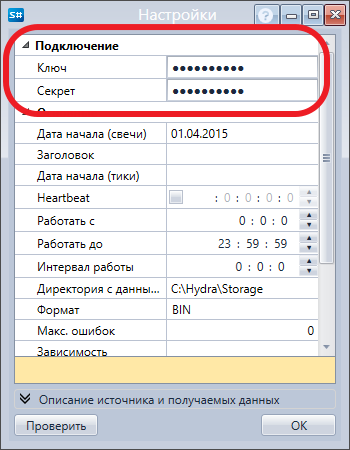 S# Настройки ?
Подключение
Ключ ●●●●●●●●●●
Секрет ●●●●●●●●●●
Дата начала (свечи) 01.04.2015
Заголовок
Дата начала (тики)
Heartbeat : 0 : 0 : 0 : 0
Работать с 0 : 0 : 0
Работать до 23 : 59 : 59
Интервал работы 0 : 0 : 0
Директория с данны... C:\Hydra\Storage
Формат BIN
Макс. ошибок 0
Зависимость
Описание источника и получаемых данных
Проверить OK